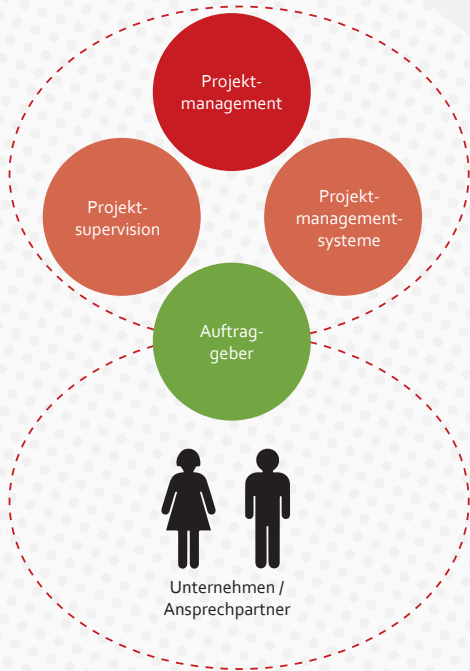 Projekt-
management
Projekt-
supervision
Projekt-
management-
systeme
Auftrag-
geber
Unternehmen /
Ansprechpartner